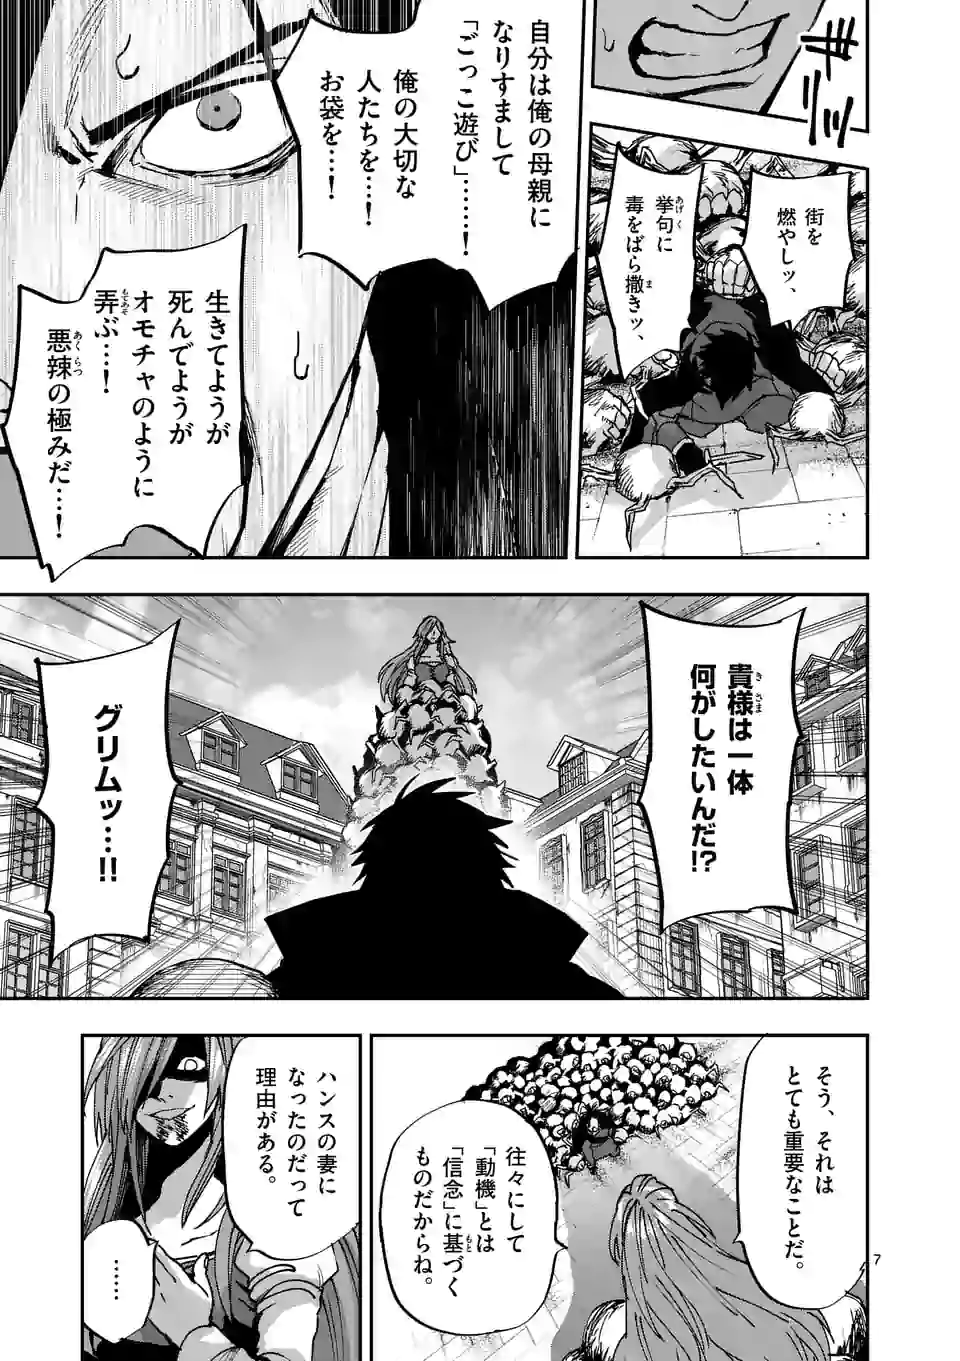 ギリッ
街を
燃やしッ、
挙句に
毒をばら撒きッ、
自分は俺の母親に
なりすまして
「ごっこ遊び」……！
俺の大切な
人たちを…！
お袋を…！
生きてようが
死んでようが
オモチャのように
弄ぶ…！
悪辣の極みだ…！
貴様は一体
何がしたいんだ!?
グリムッ…!!
そう、それは
とても重要なことだ。
往々にして
「動機」とは
「信念」に基づく
ものだからね。
ハンスの妻に
なったのだって
理由がある。
……
7